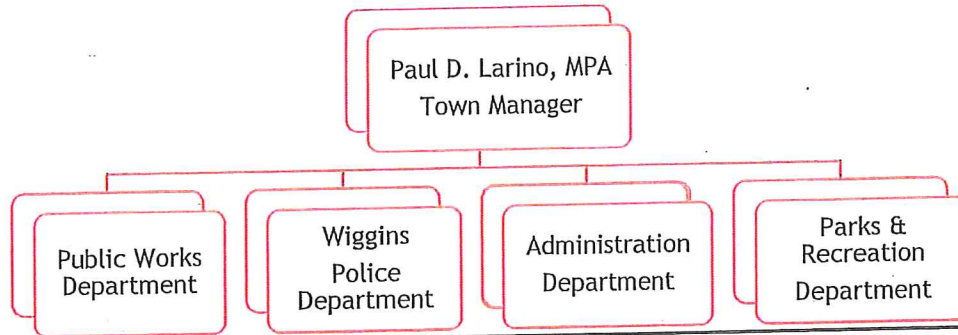 Paul D. Larino, MPA
Town Manager
Public Works
Department
Wiggins
Police
Department
Administration
Department
Parks &
Recreation
Department